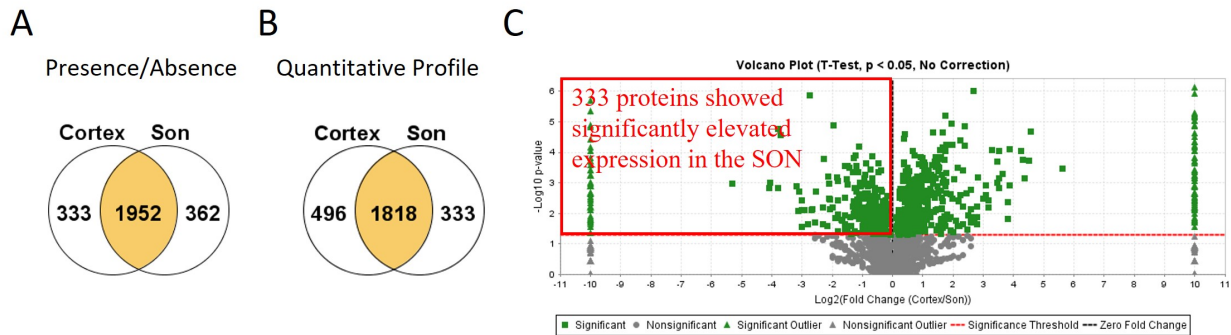 A
Presence/Absence
Cortex Son
333 1952 362
B
Quantitative Profile
Cortex Son
496 1818 333
C
Volcano Plot (T-Test, p < 0.05, No Correction)
333 proteins showed
significantly elevated
expression in the SON
-Log10 p-value
6
5
4
3
2
1
0
-11 -10 -9 -8 -7 -6 -5 -4 -3 -2 -1 0 1 2 3 4 5 6 7 8 9 10 11
Log2(Fold Change (Cortex/Son))
Significant Nonsignificant Significant Outlier Nonsignificant Outlier Significance Threshold Zero Fold Change